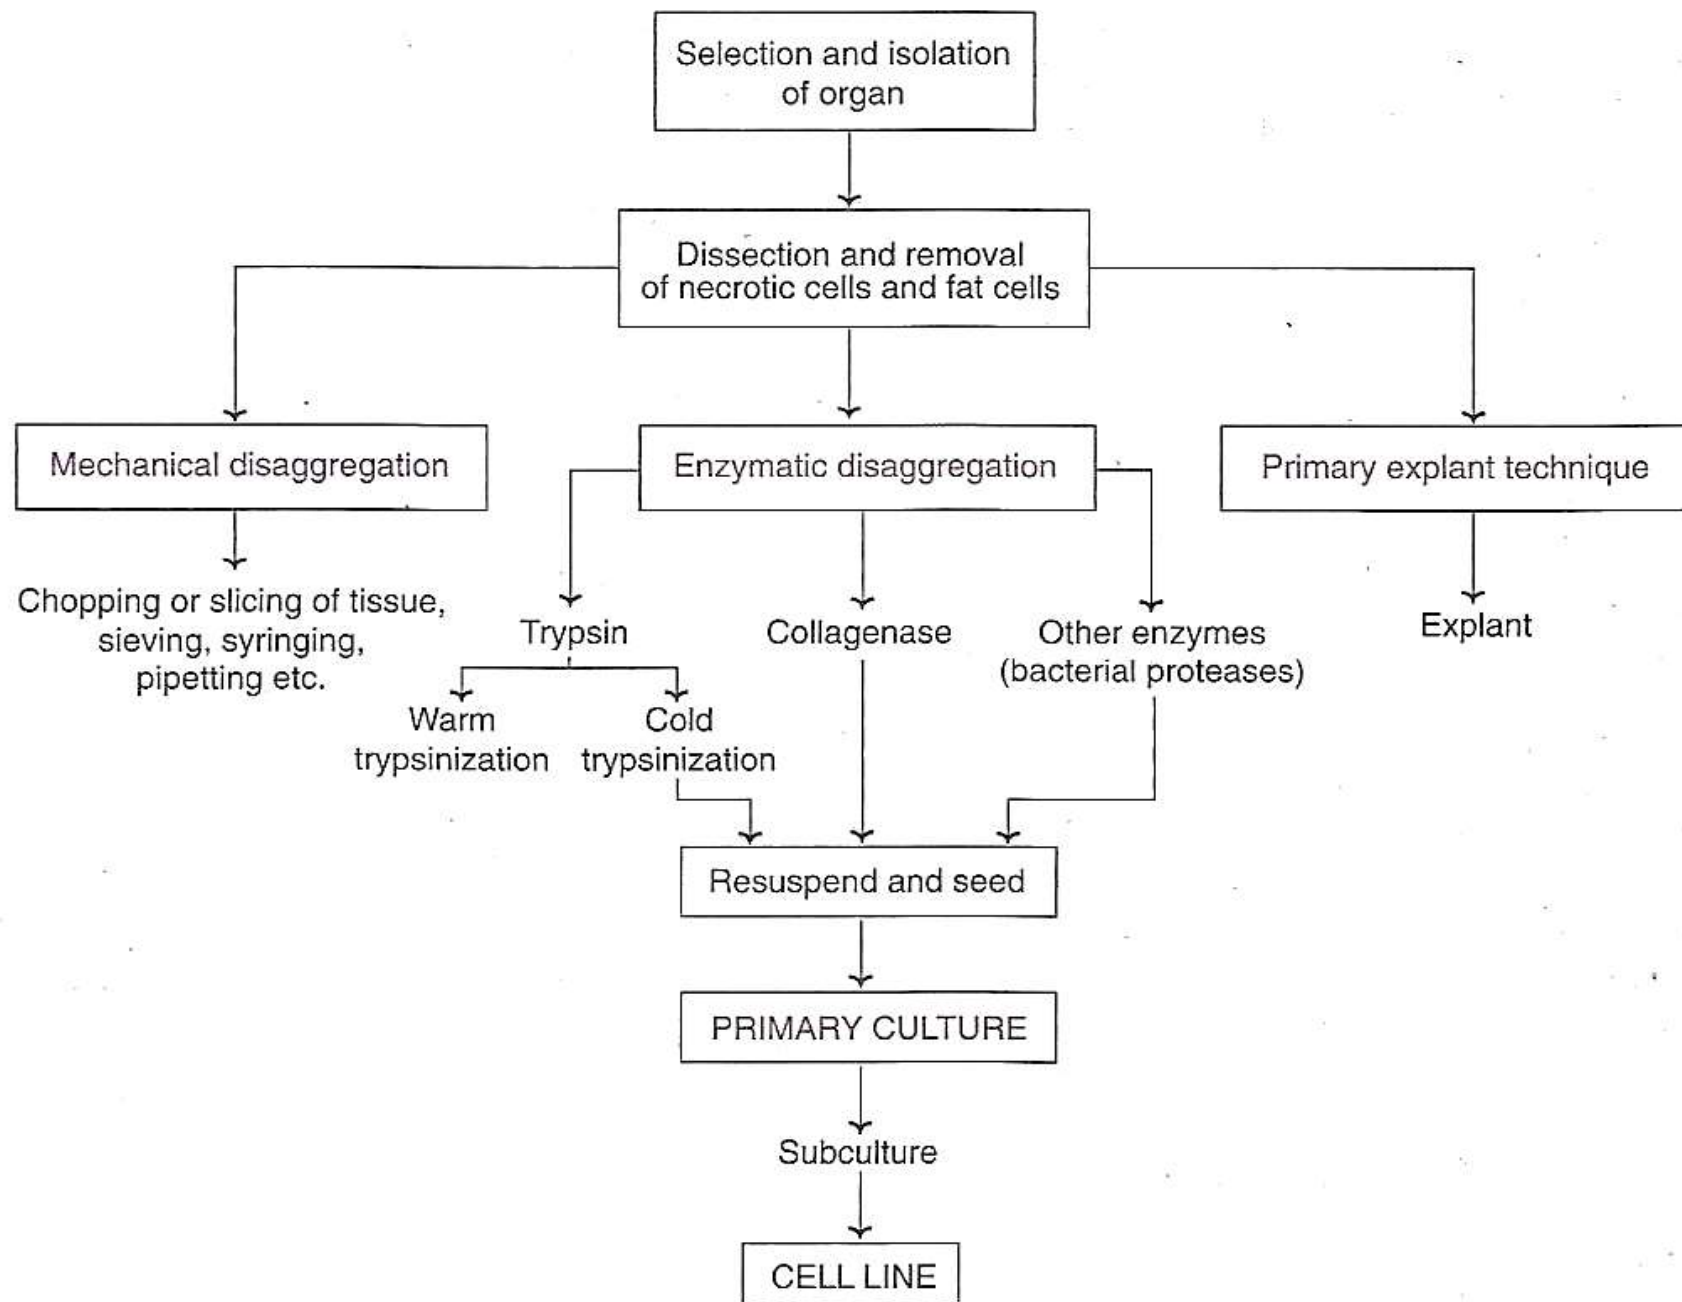 Selection and isolation
of organ
Dissection and removal
of necrotic cells and fat cells
Mechanical disaggregation
Enzymatic disaggregation
Primary explant technique
Chopping or slicing of tissue,
sieving, syringing,
pipetting etc.
Trypsin
Collagenase
Other enzymes
(bacterial proteases)
Explant
Warm
trypsinization
Cold
trypsinization
Resuspend and seed
PRIMARY CULTURE
Subculture
CELL LINE